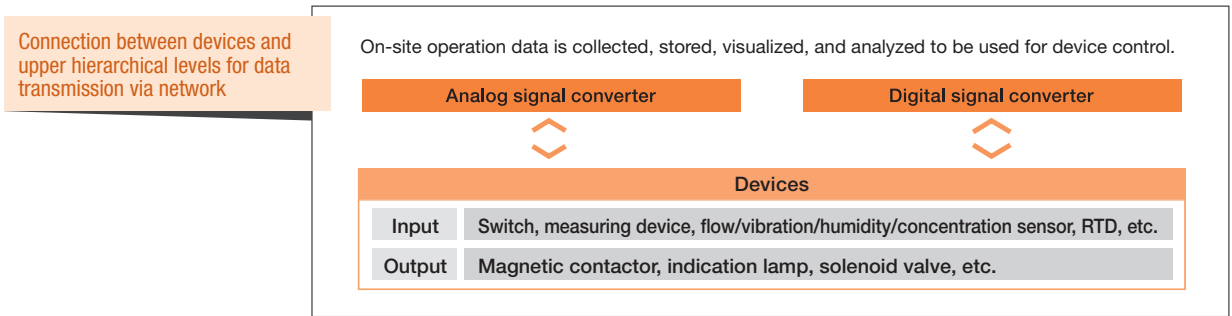 Connection between devices and
upper hierarchical levels for data
transmission via network
On-site operation data is collected, stored, visualized, and analyzed to be used for device control.
Analog signal converter
Digital signal converter
Devices
Input
Switch, measuring device, flow/vibration/humidity/concentration sensor, RTD, etc.
Output
Magnetic contactor, indication lamp, solenoid valve, etc.